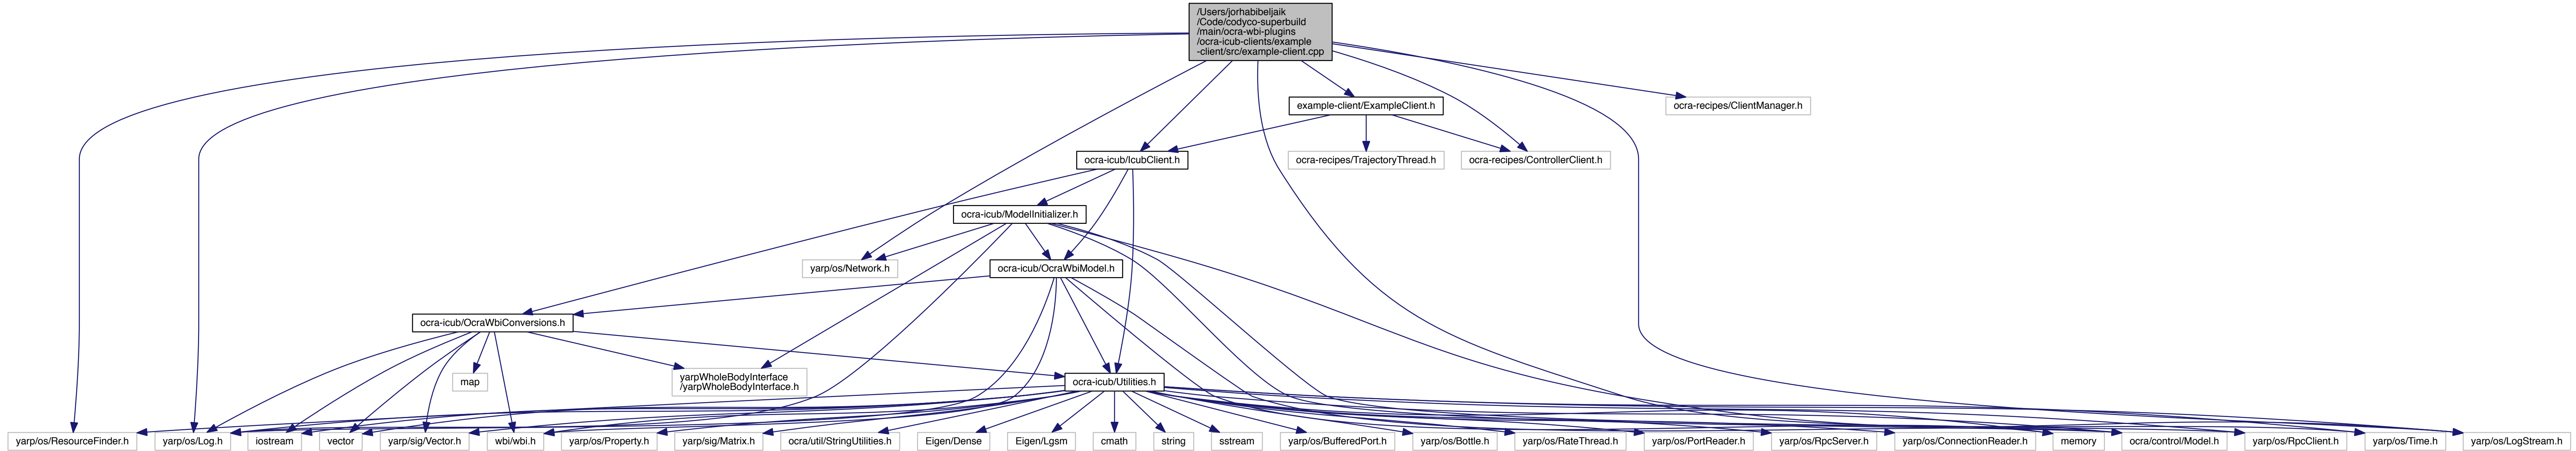 /Users/jorhabibeljaik
/Code/codyco-superbuild
/main/ocra-wbi-plugins
/ocra-icub-clients/example
-client/src/example-client.cpp
example-client/ExampleClient.h
ocra-recipes/ClientManager.h
ocra-icub/IcubClient.h
ocra-recipes/TrajectoryThread.h
ocra-recipes/ControllerClient.h
ocra-icub/ModelInitializer.h
yarp/os/Network.h
ocra-icub/OcraWbiModel.h
ocra-icub/OcraWbiConversions.h
map
yarpWholeBodyInterface
/yarpWholeBodyInterface.h
ocra-icub/Utilities.h
yarp/os/ResourceFinder.h
yarp/os/Log.h
iostream
vector
yarp/sig/Vector.h
wbi/wbi.h
yarp/os/Property.h
yarp/sig/Matrix.h
ocra/util/StringUtilities.h
Eigen/Dense
Eigen/Lgsm
cmath
string
sstream
yarp/os/BufferedPort.h
yarp/os/Bottle.h
yarp/os/RateThread.h
yarp/os/PortReader.h
yarp/os/RpcServer.h
yarp/os/ConnectionReader.h
memory
ocra/control/Model.h
yarp/os/RpcClient.h
yarp/os/Time.h
yarp/os/LogStream.h